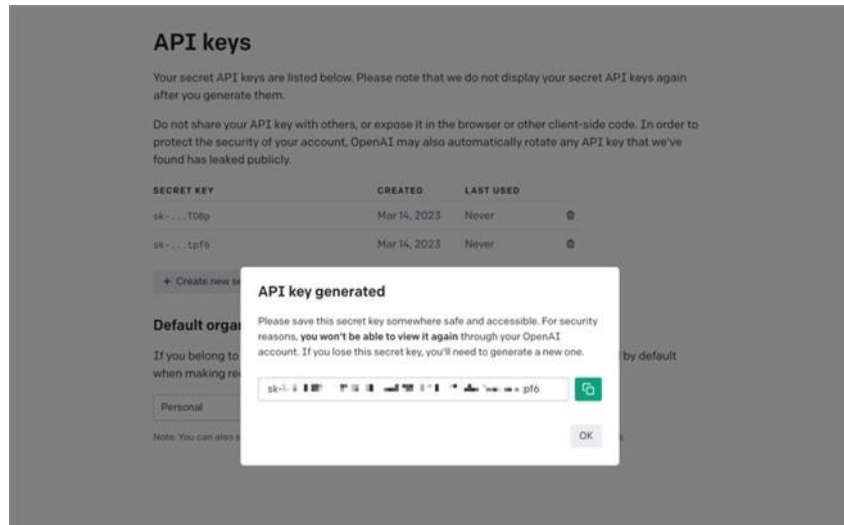 API keys
Your secret API keys are listed below. Please note that we do not display your secret API keys again
after you generate them.
Do not share your API key with others, or expose it in the browser or other client-side code. In order to
protect the security of your account, OpenAI may also automatically rotate any API key that we've
found has leaked publicly.
SECRET KEY CREATED LAST USED
sk-...TD8p Mar 14, 2023 Never
sk-...tpf6 Mar 14, 2023 Never
+ Create new se
API key generated
Please save this secret key somewhere safe and accessible. For security
reasons, you won't be able to view it again through your OpenAI
account. If you lose this secret key, you'll need to generate a new one.
Default orgar
If you belong to by default
when making re
sk- pf6
Personal
Note: You can also s
OK